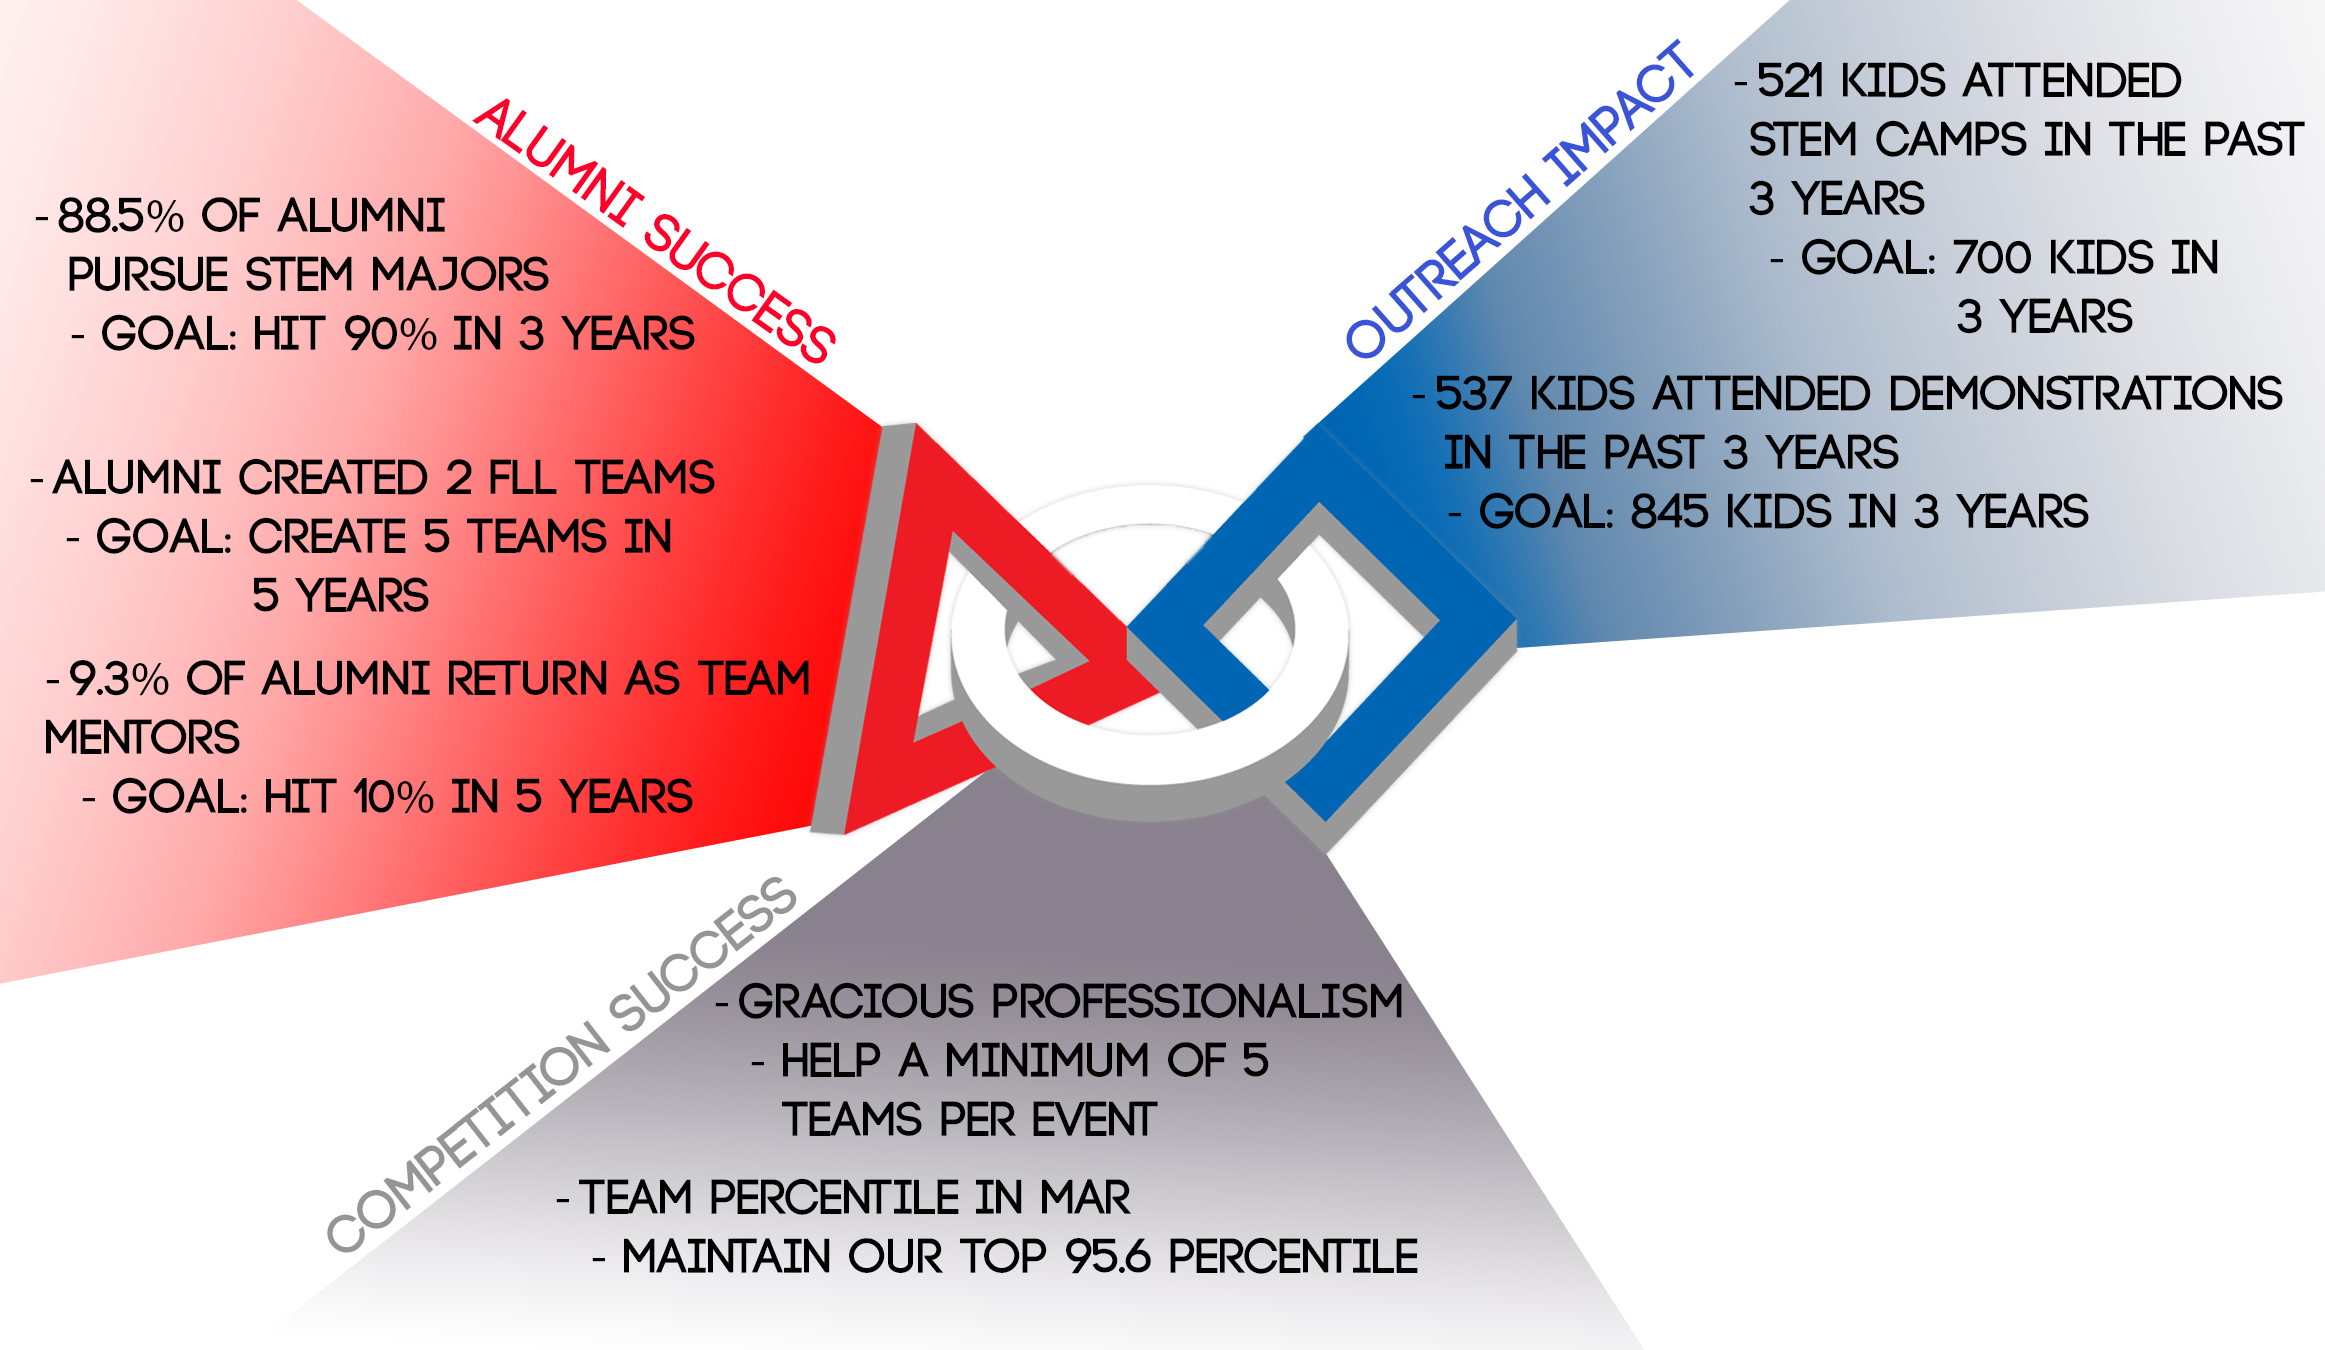 ALUMNI SUCCESS
- 88.5% OF ALUMNI
PURSUE STEM MAJORS
- GOAL: HIT 90% IN 3 YEARS
- ALUMNI CREATED 2 FLL TEAMS
- GOAL: CREATE 5 TEAMS IN
5 YEARS
- 9.3% OF ALUMNI RETURN AS TEAM
MENTORS
- GOAL: HIT 10% IN 5 YEARS
OUTREACH IMPACT
- 521 KIDS ATTENDED
STEM CAMPS IN THE PAST
3 YEARS
- GOAL: 700 KIDS IN
3 YEARS
- 537 KIDS ATTENDED DEMONSTRATIONS
IN THE PAST 3 YEARS
- GOAL: 845 KIDS IN 3 YEARS
COMPETITION SUCCESS
- GRACIOUS PROFESSIONALISM
- HELP A MINIMUM OF 5
TEAMS PER EVENT
- TEAM PERCENTILE IN MAR
- MAINTAIN OUR TOP 95.6 PERCENTILE